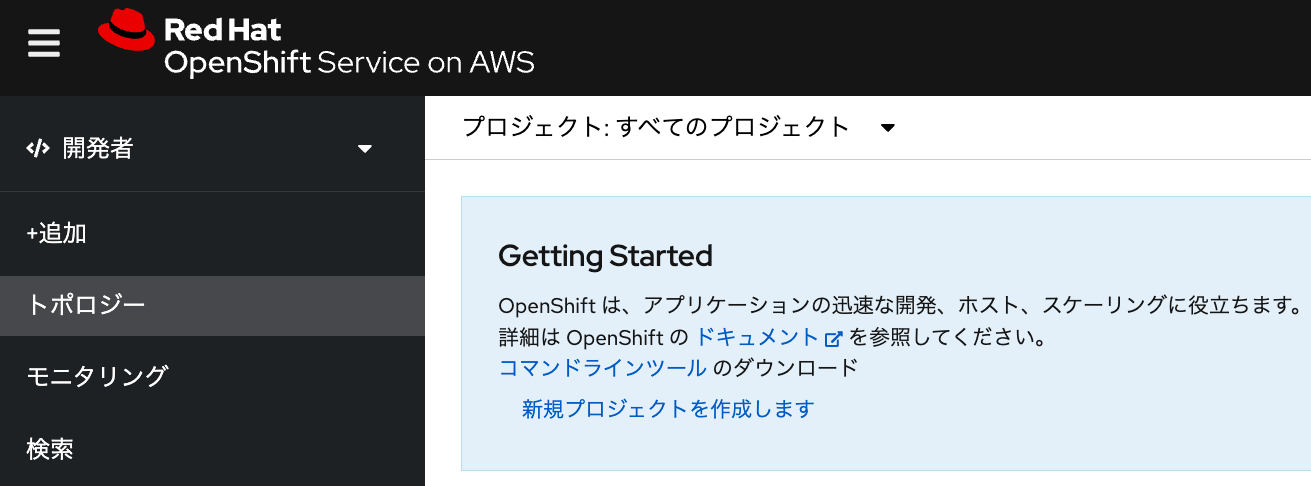 Red Hat
OpenShift Service on AWS
開発者
+追加
トポロジー
モニタリング
検索
プロジェクト: すべてのプロジェクト
Getting Started
OpenShift は、アプリケーションの迅速な開発、ホスト、スケーリングに役立ちます。
詳細は OpenShift の ドキュメント を参照してください。
コマンドラインツール のダウンロード
新規プロジェクトを作成します